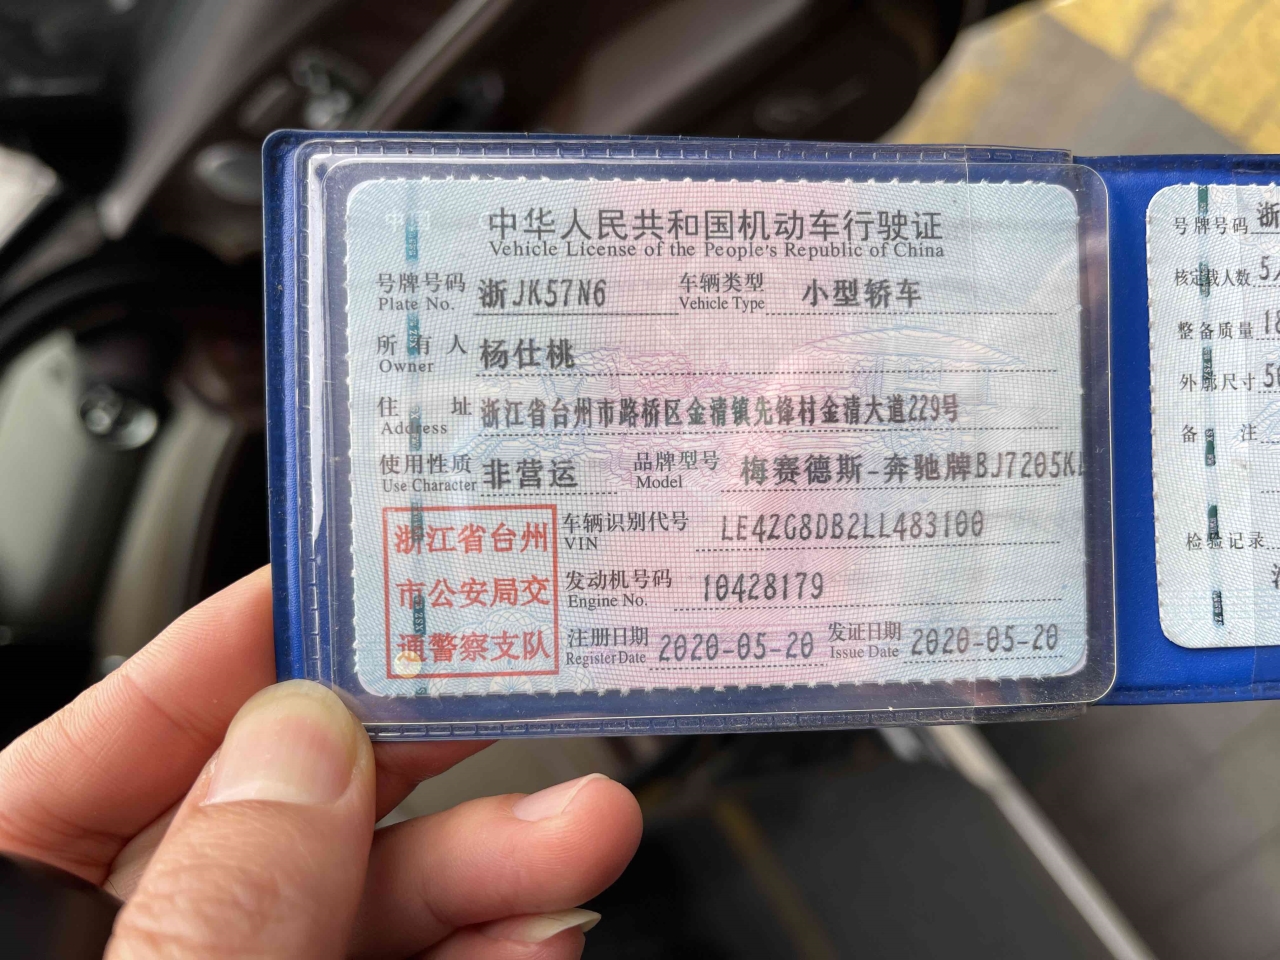 中华人民共和国机动车行驶证
Vehicle License of the People's Republic of China
号牌号码 浙JK57N6 车辆类型 小型轿车
Plate No. Vehicle Type
所有人 杨仕桃
Owner
住址 浙江省台州市路桥区金清镇先锋村金清大道229号
Address
使用性质 非营运 品牌型号 梅赛德斯-奔驰牌BJ7205K
Use Character Model
浙江省台州
市公安局交
通警察支队
车辆识别代号 LE4ZG8DB2LL483100
VIN
发动机号码 10428179
Engine No.
注册日期 2020-05-20 发证日期 2020-05-20
Register Date Issue Date
号牌号码 浙
核定载人数 5
整备质量
外廓尺寸
备注
检验记录